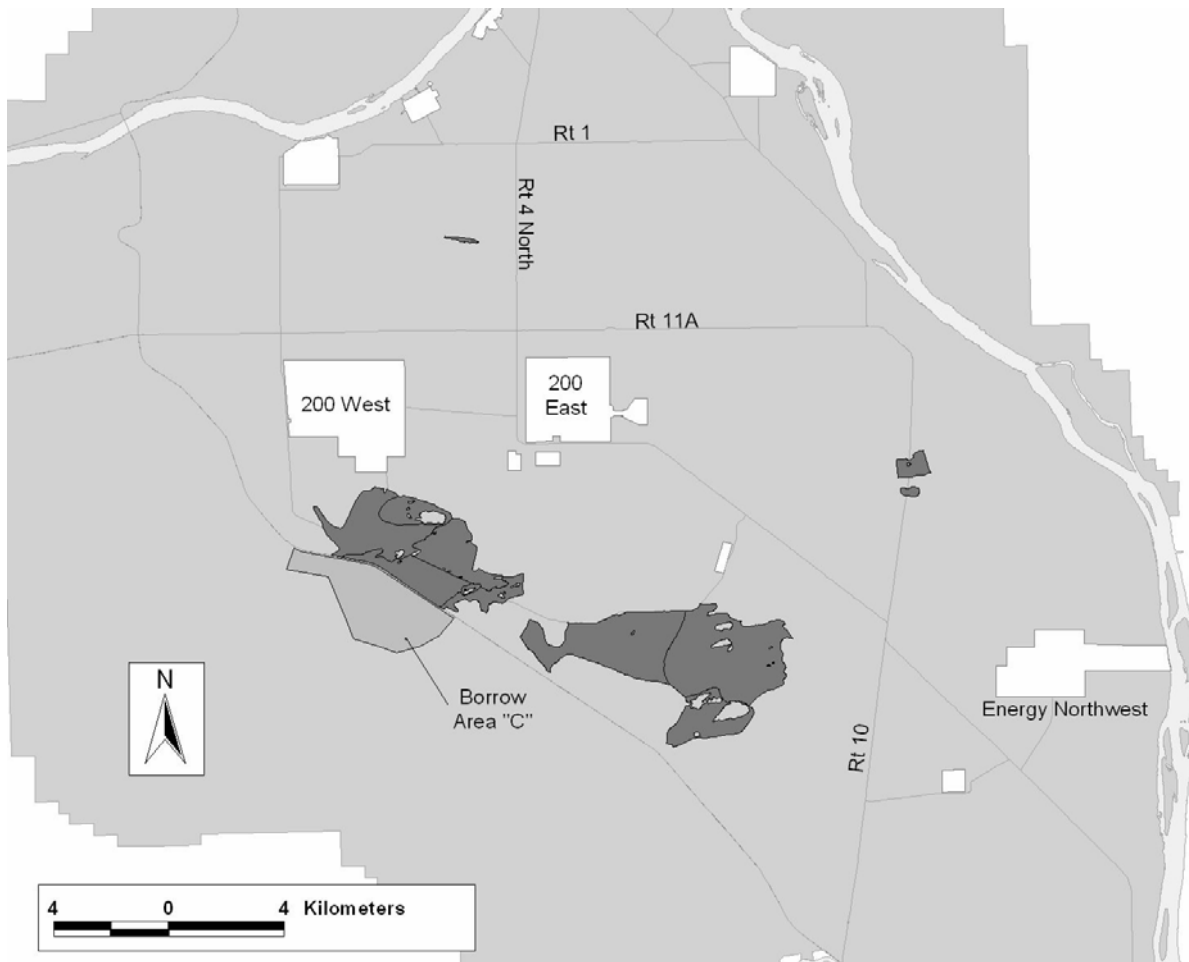 Rt 1
Rt 4 North
Rt 11A
200 West
200
East
Borrow
Area "C"
N
Energy Northwest
Rt 10
4 0 4 Kilometers